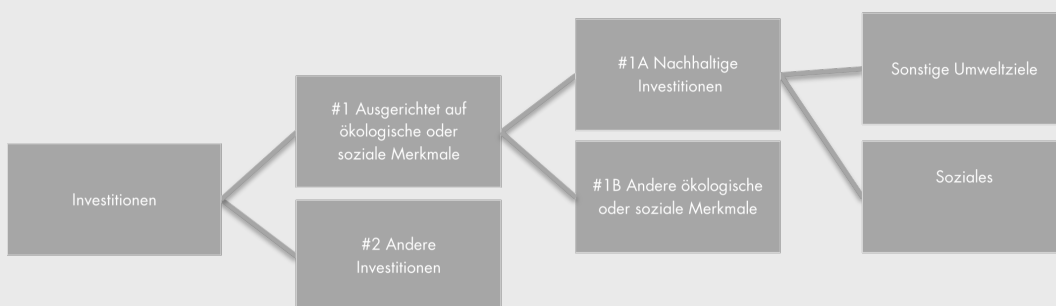 Investitionen
#1 Ausgerichtet auf
ökologische oder
soziale Merkmale
#2 Andere
Investitionen
#1A Nachhaltige
Investitionen
#1B Andere ökologische
oder soziale Merkmale
Sonstige Umweltziele
Soziales